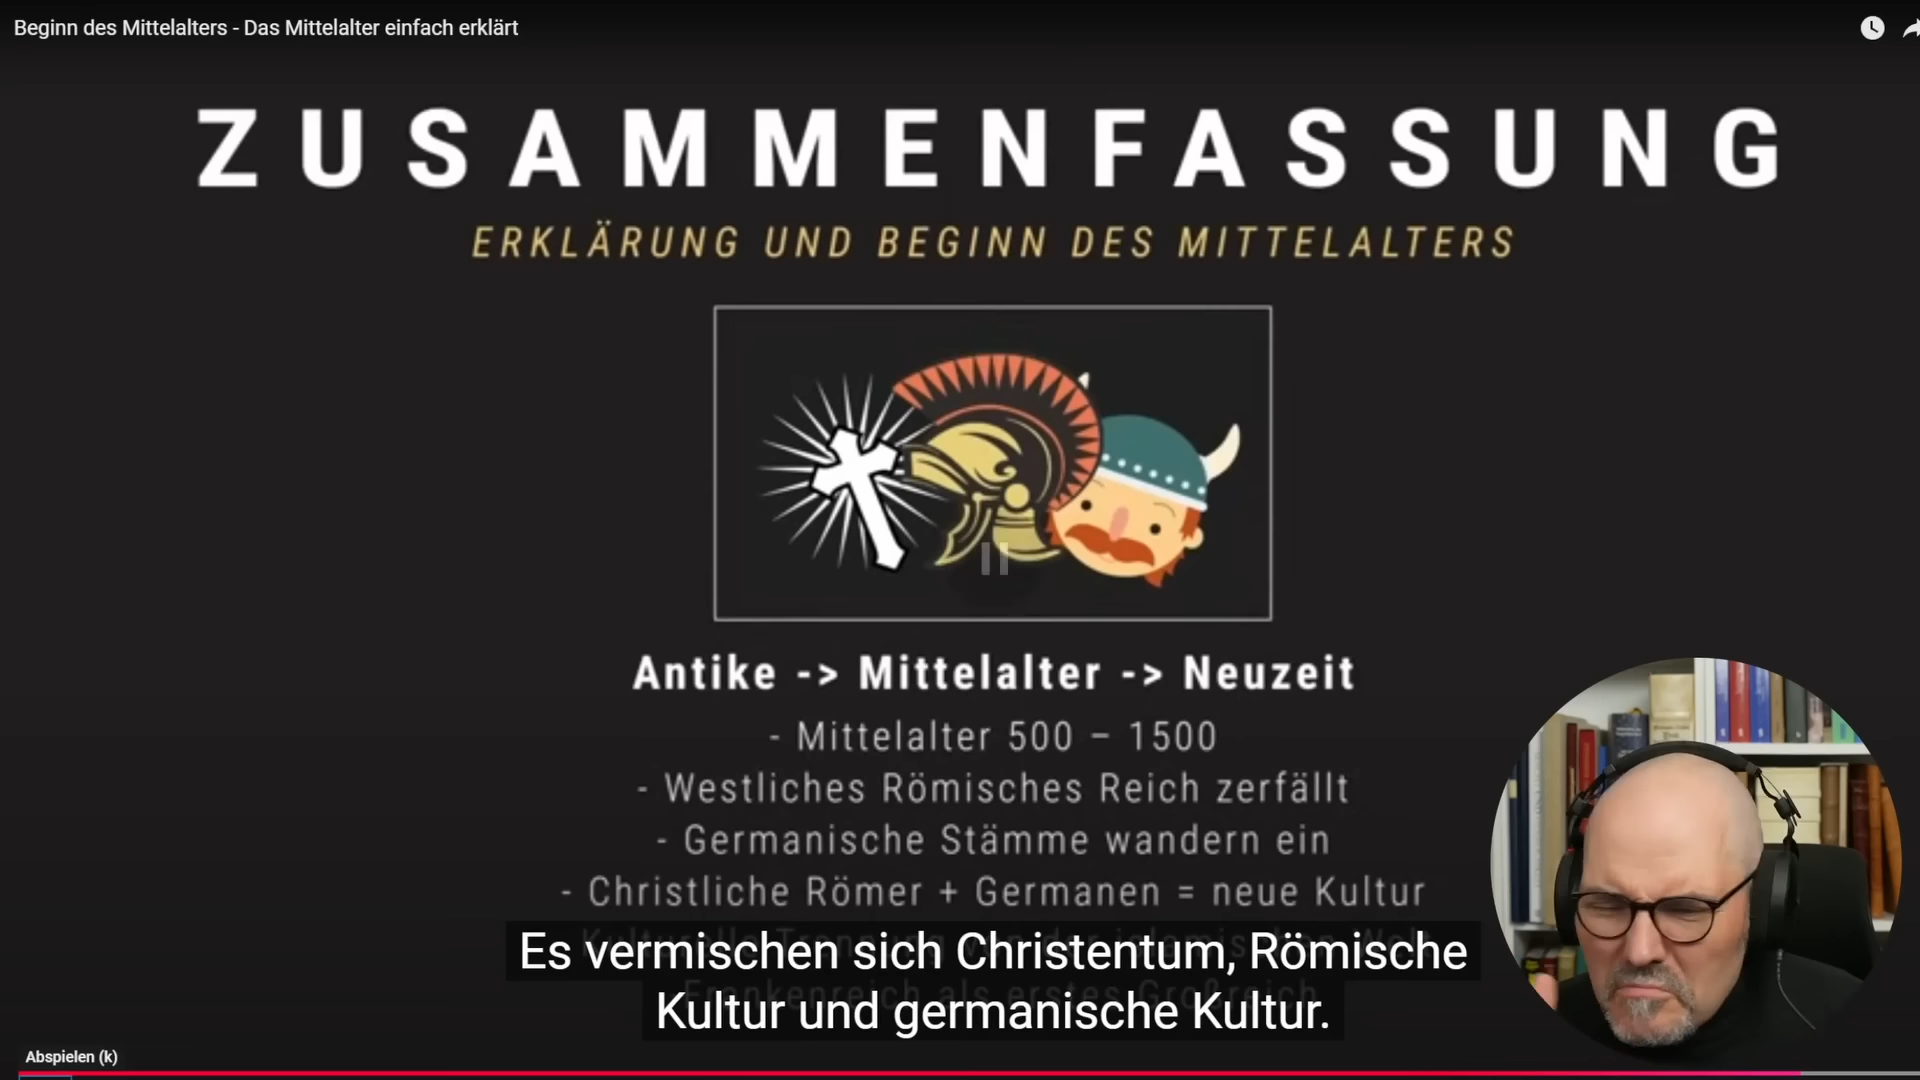 Beginn des Mittelalters - Das Mittelalter einfach erklärt
ZUSAMMENFASSUNG
ERKLÄRUNG UND BEGINN DES MITTELALTERS
Antike -> Mittelalter -> Neuzeit
- Mittelalter 500 – 1500
- Westliches Römisches Reich zerfällt
- Germanische Stämme wandern ein
- Christliche Römer + Germanen = neue Kultur
Es vermischen sich Christentum, Römische
Kultur und germanische Kultur.
Abspielen (k)